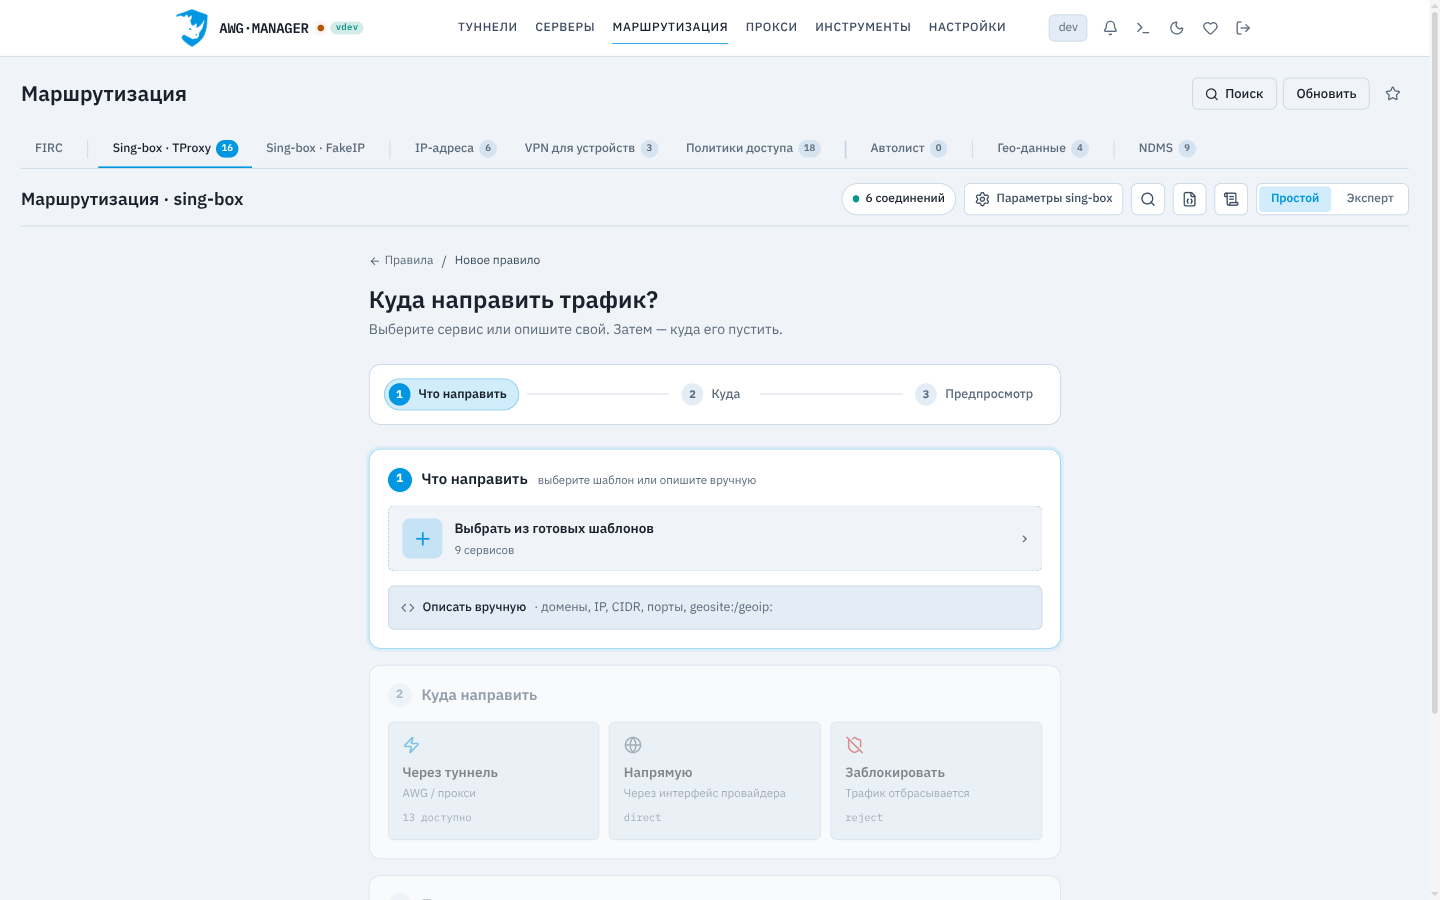 AWG·MANAGER vdev
ТУННЕЛИ СЕРВЕРЫ МАРШРУТИЗАЦИЯ ПРОКСИ ИНСТРУМЕНТЫ НАСТРОЙКИ dev
Маршрутизация
Поиск Обновить
FIRC Sing-box · TProxy 16 Sing-box · FakeIP IP-адреса 6 VPN для устройств 3 Политики доступа 18 Автолист 0 Гео-данные 4 NDMS 9
Маршрутизация · sing-box
6 соединений Параметры sing-box Простой Эксперт
← Правила / Новое правило
Куда направить трафик?
Выберите сервис или опишите свой. Затем — куда его пустить.
1 Что направить 2 Куда 3 Предпросмотр
1 Что направить выберите шаблон или опишите вручную
Выбрать из готовых шаблонов
9 сервисов
Описать вручную · домены, IP, CIDR, порты, geosite:/geoip:
2 Куда направить
Через туннель
AWG / прокси
13 доступно
Напрямую
Через интерфейс провайдера
direct
Заблокировать
Трафик отбрасывается
reject